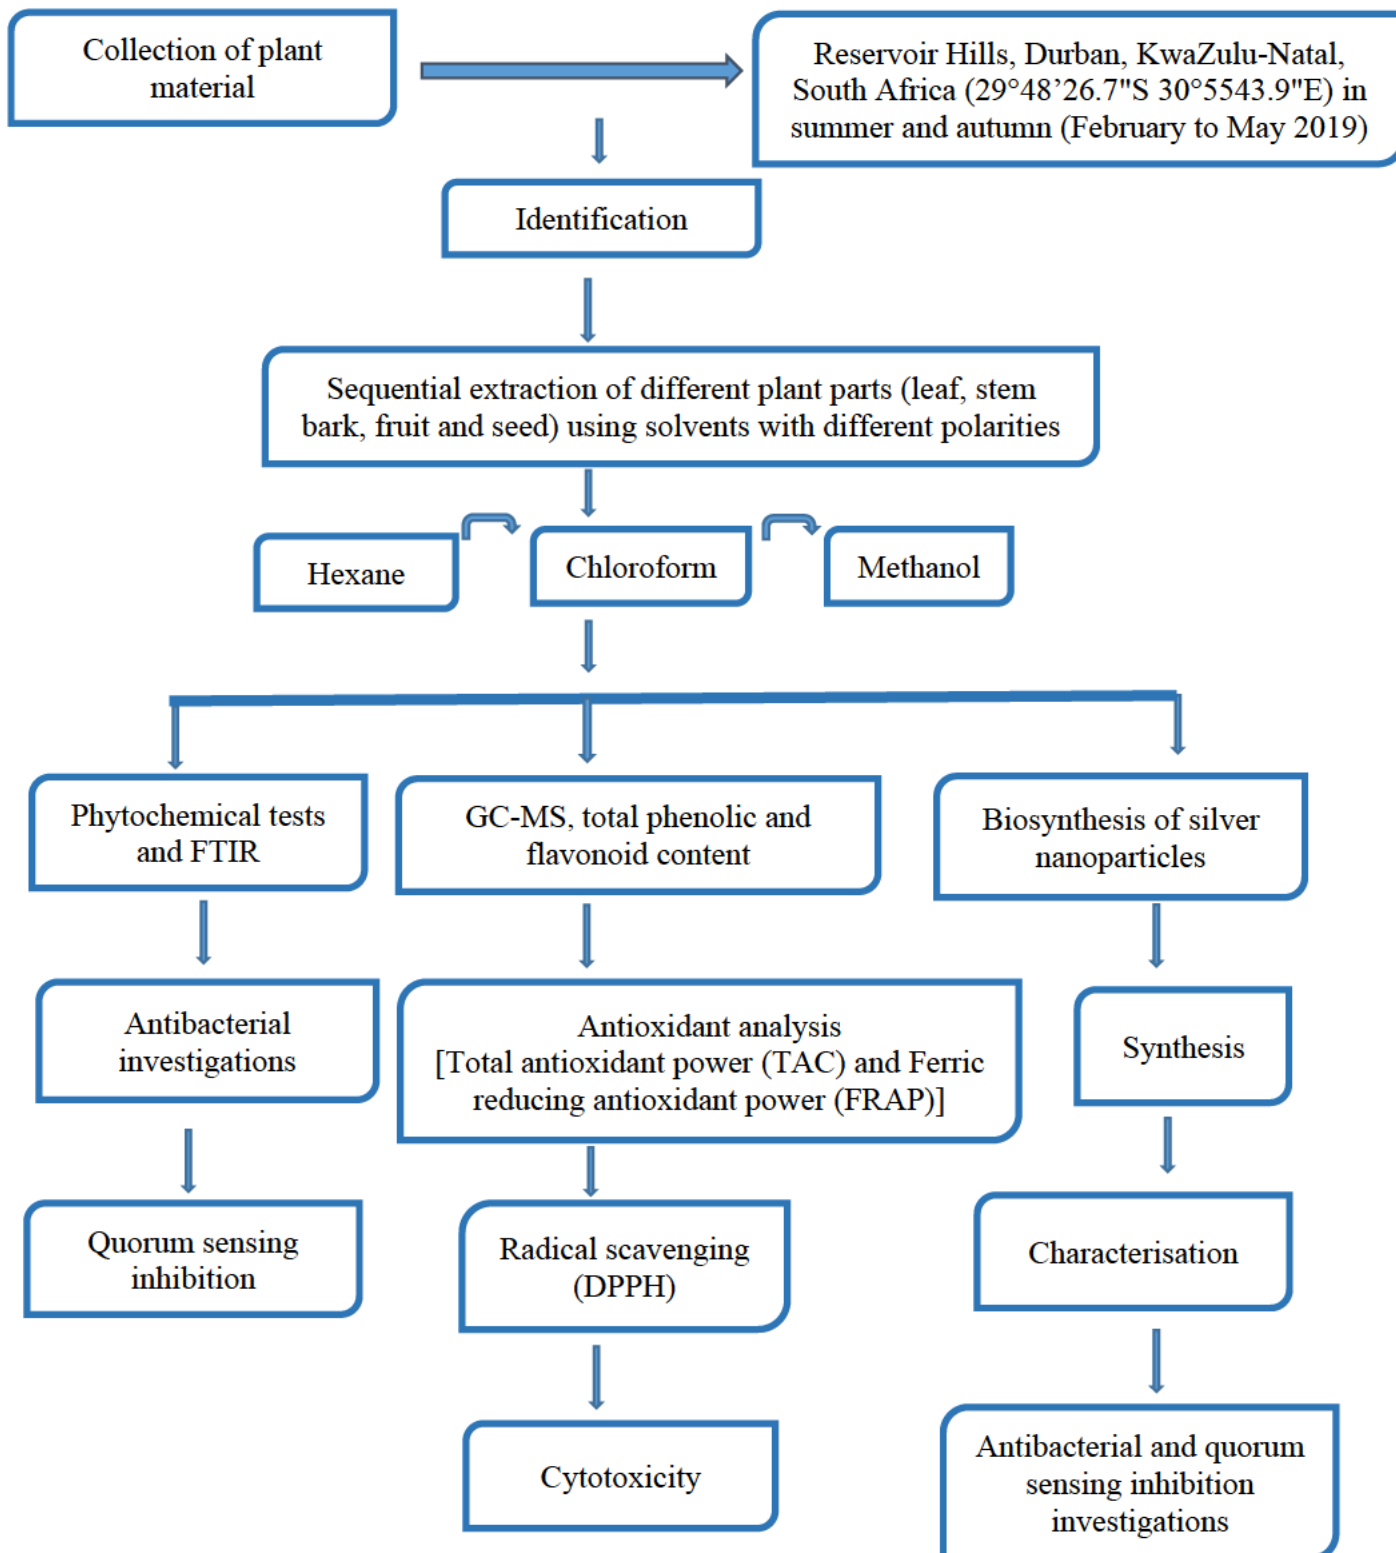 Collection of plant
material
Reservoir Hills, Durban, KwaZulu-Natal,
South Africa (29°48’26.7"S 30°5543.9"E) in
summer and autumn (February to May 2019)
Identification
Sequential extraction of different plant parts (leaf, stem
bark, fruit and seed) using solvents with different polarities
Hexane
Chloroform
Methanol
Phytochemical tests
and FTIR
GC-MS, total phenolic and
flavonoid content
Biosynthesis of silver
nanoparticles
Antibacterial
investigations
Antioxidant analysis
[Total antioxidant power (TAC) and Ferric
reducing antioxidant power (FRAP)]
Synthesis
Quorum sensing
inhibition
Radical scavenging
(DPPH)
Characterisation
Cytotoxicity
Antibacterial and quorum
sensing inhibition
investigations